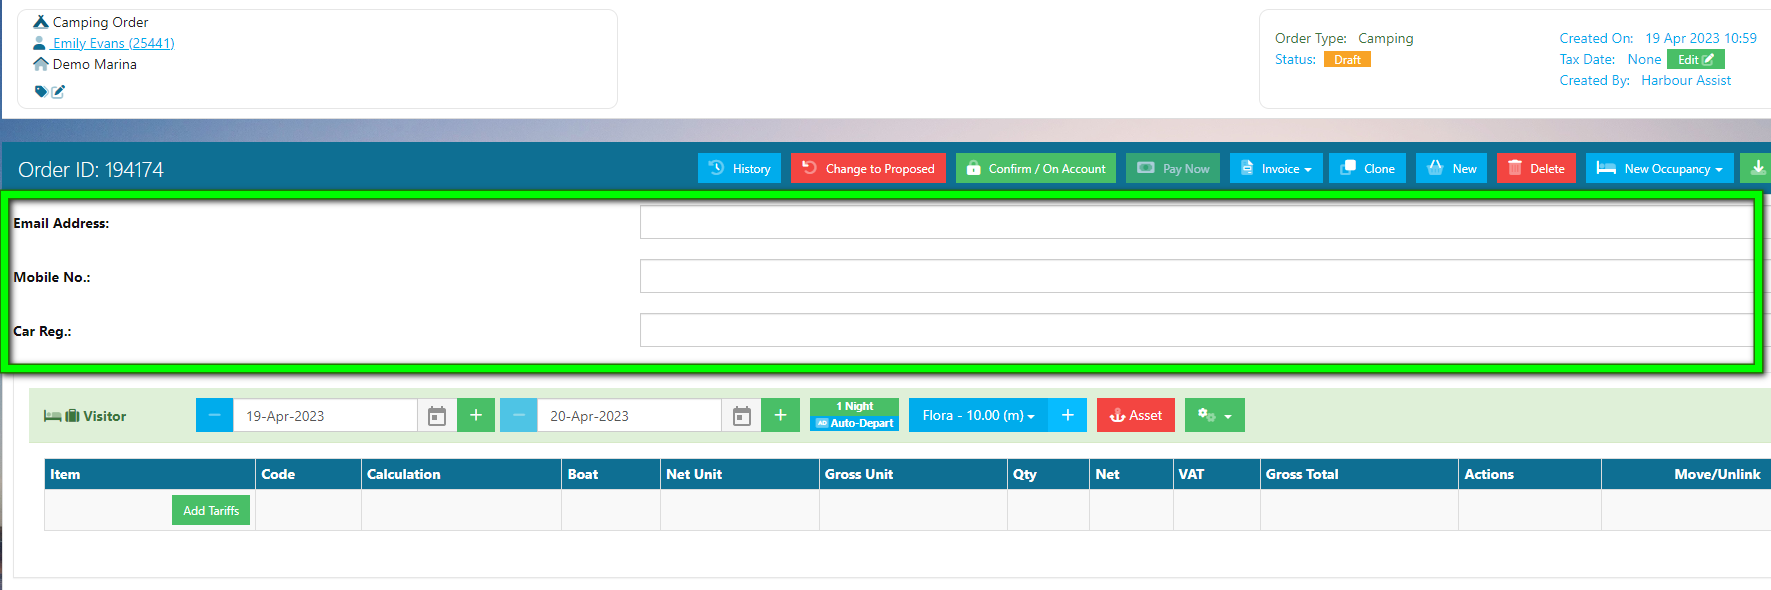 Camping Order
Emily Evans (25441)
Demo Marina
Order Type: Camping
Status: Draft
Created On: 19 Apr 2023 10:59
Tax Date: None Edit
Created By: Harbour Assist
Order ID: 194174
History
Change to Proposed
Confirm / On Account
Pay Now
Invoice
Clone
New
Delete
New Occupancy
Email Address:
Mobile No.:
Car Reg.:
Visitor
19-Apr-2023
20-Apr-2023
1 Night
AD Auto-Depart
Flora - 10.00 (m)
Asset
Item Code Calculation Boat Net Unit Gross Unit Qty Net VAT Gross Total Actions Move/Unlink
Add Tariffs